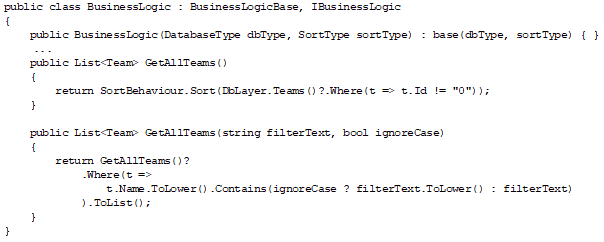 public class BusinessLogic : BusinessLogicBase, IBusinessLogic
{
    public BusinessLogic(DatabaseType dbType, SortType sortType) : base(dbType, sortType) { }
    ...
    public List<Team> GetAllTeams()
    {
        return SortBehaviour.Sort(DbLayer.Teams()?.Where(t => t.Id != "0"));
    }

    public List<Team> GetAllTeams(string filterText, bool ignoreCase)
    {
        return GetAllTeams()?
            .Where(t =>
                t.Name.ToLower().Contains(ignoreCase ? filterText.ToLower() : filterText)
            ).ToList();
    }
}